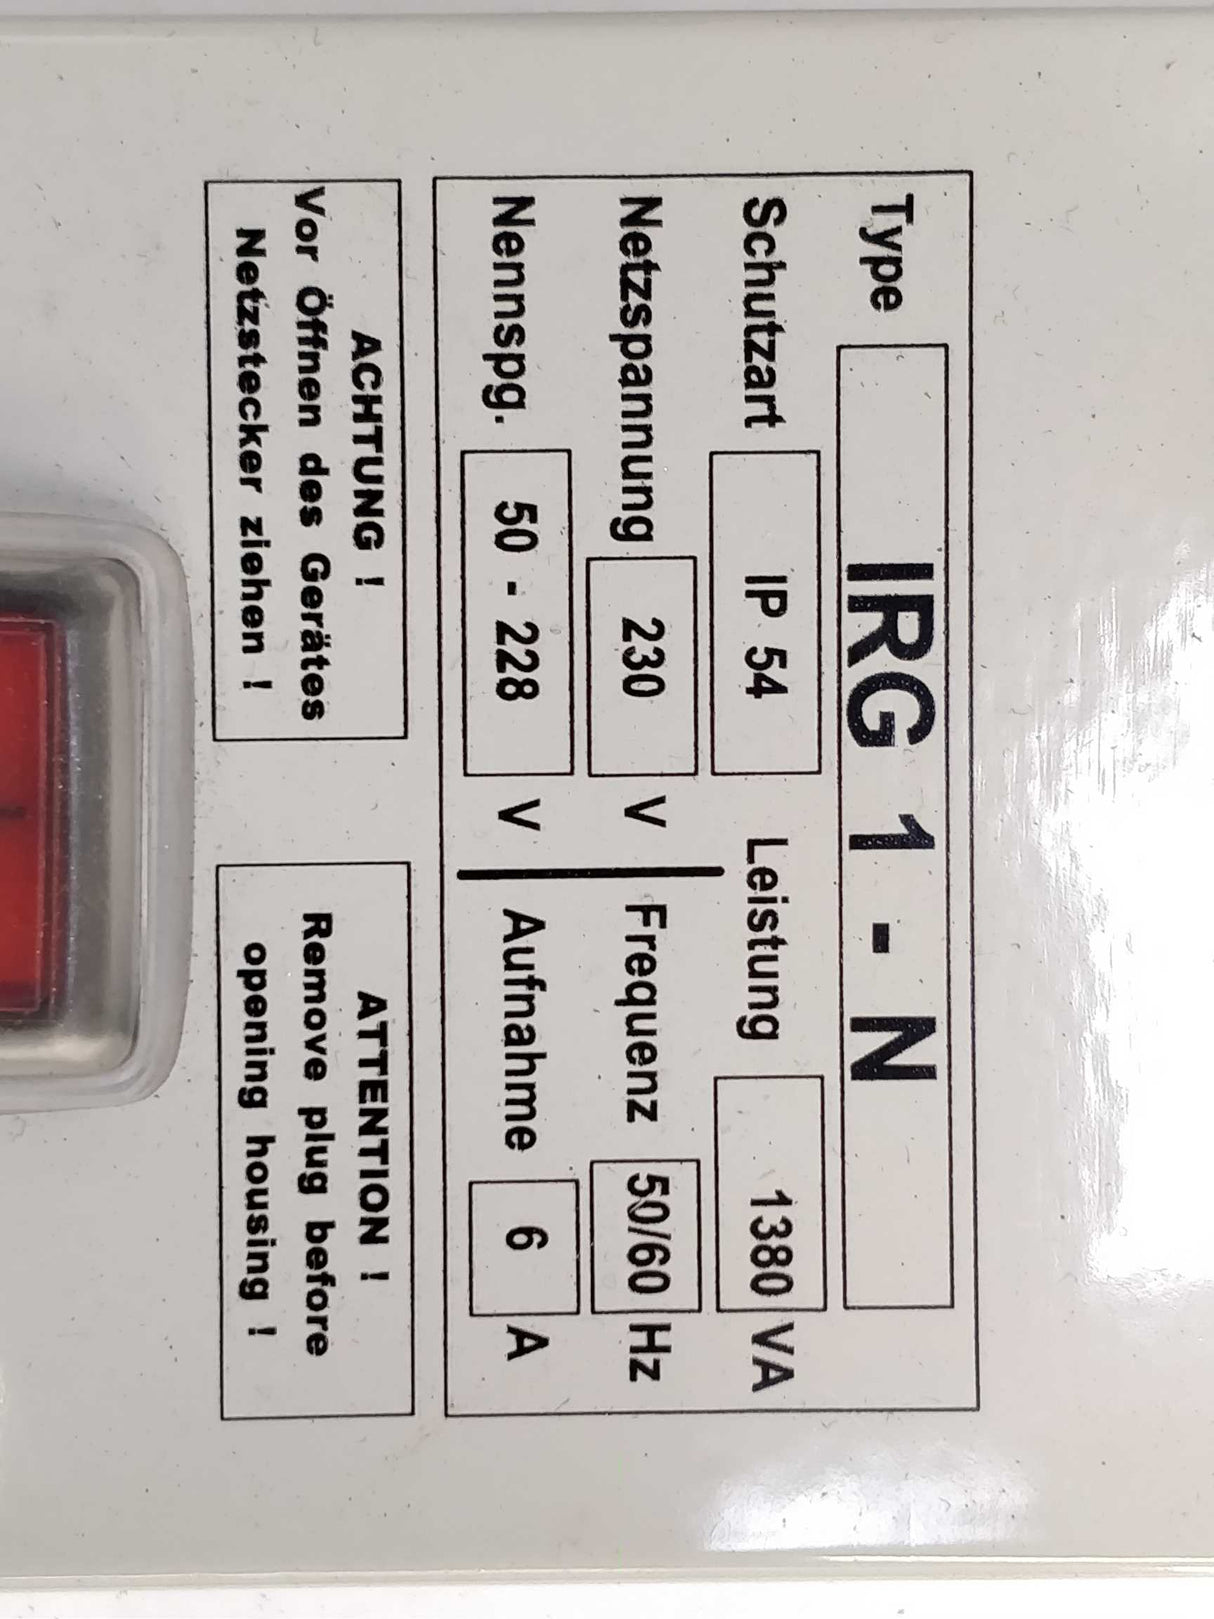 Type IRG 1 - N
Schutzart IP 54 Leistung 1380 VA
Netzspannung 230 V Frequenz 50/60 Hz
Nennspg. 50 - 228 V Aufnahme 6 A
ACHTUNG !
Vor Öffnen des Gerätes
Netzstecker ziehen !
ATTENTION !
Remove plug before
opening housing !